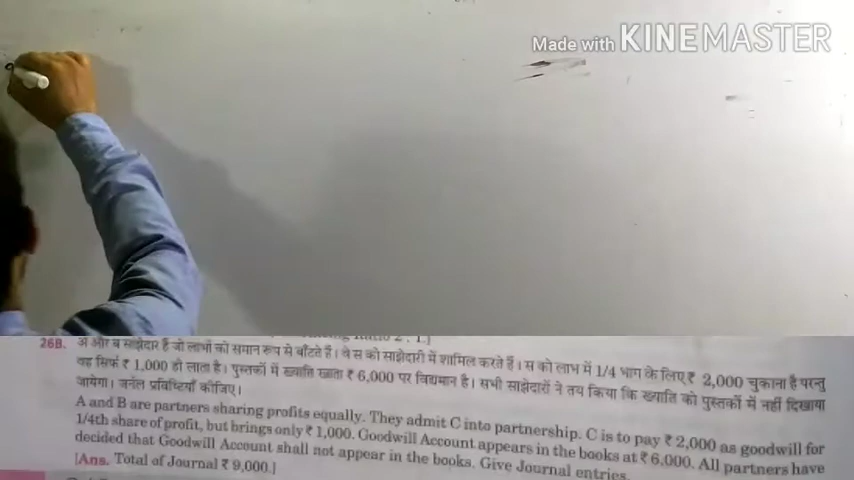 Made with KINEMASTER
26B. अ और ब साझेदार हैं जो लाभों को समान रूप से बाँटते हैं। वे स को साझेदारी में शामिल करते हैं। स को लाभ में 1/4 भाग के लिए ₹ 2,000 चुकाना है परन्तु
वह सिर्फ ₹ 1,000 ही लाता है। पुस्तकों में ख्याति खाता ₹ 6,000 पर विद्यमान है। सभी साझेदारों ने तय किया कि ख्याति को पुस्तकों में नहीं दिखाया
जायेगा। जर्नल प्रविष्टियाँ कीजिए।
A and B are partners sharing profits equally. They admit C into partnership. C is to pay ₹ 2,000 as goodwill for
1/4th share of profit, but brings only ₹ 1,000. Goodwill Account appears in the books at ₹ 6,000. All partners have
decided that Goodwill Account shall not appear in the books. Give Journal entries.
[Ans. Total of Journal ₹ 9,000.]